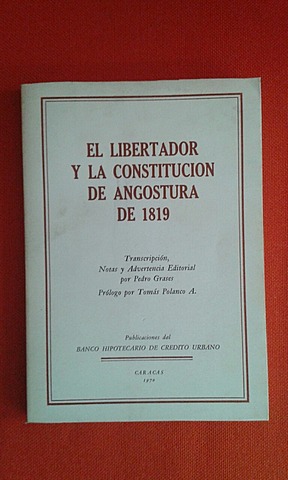 EL LIBERTADOR
Y LA CONSTITUCION
DE ANGOSTURA
DE 1819
Transcripción,
Notas y Advertencia Editorial
por Pedro Grases
Prólogo por Tomás Polanco A.
Publicaciones del
BANCO HIPOTECARIO DE CREDITO URBANO
CARACAS
1970